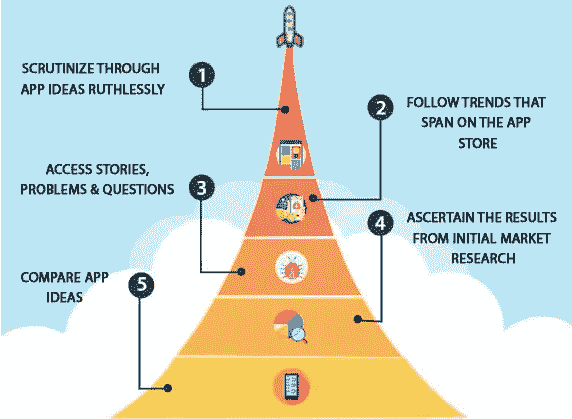 1
SCRUTINIZE THROUGH
APP IDEAS RUTHLESSLY
2
FOLLOW TRENDS THAT
SPAN ON THE APP
STORE
3
ACCESS STORIES,
PROBLEMS & QUESTIONS
4
ASCERTAIN THE RESULTS
FROM INITIAL MARKET
RESEARCH
5
COMPARE APP
IDEAS